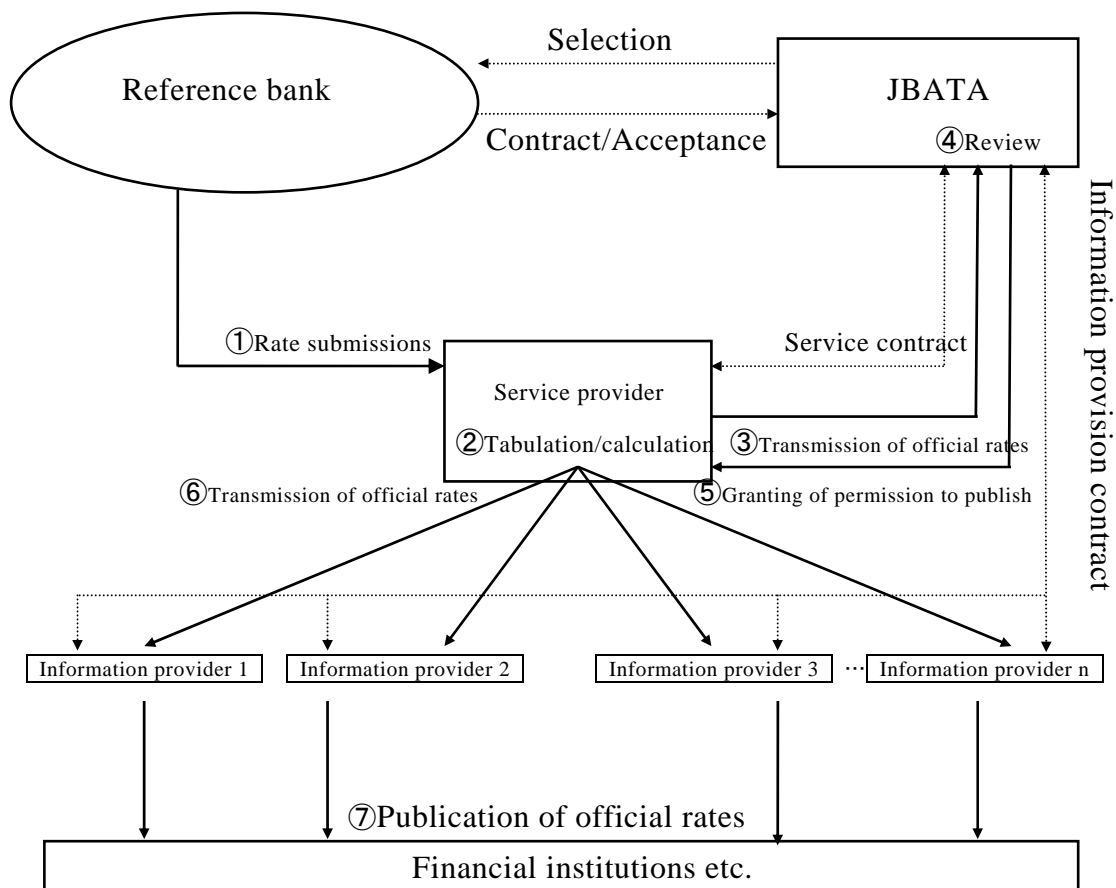 Selection
Reference bank
JBATA
Contract/Acceptance
④Review
Information provision contract
①Rate submissions
Service contract
Service provider
②Tabulation/calculation
③Transmission of official rates
⑥Transmission of official rates
⑤Granting of permission to publish
Information provider 1
Information provider 2
Information provider 3
…
Information provider n
⑦Publication of official rates
Financial institutions etc.